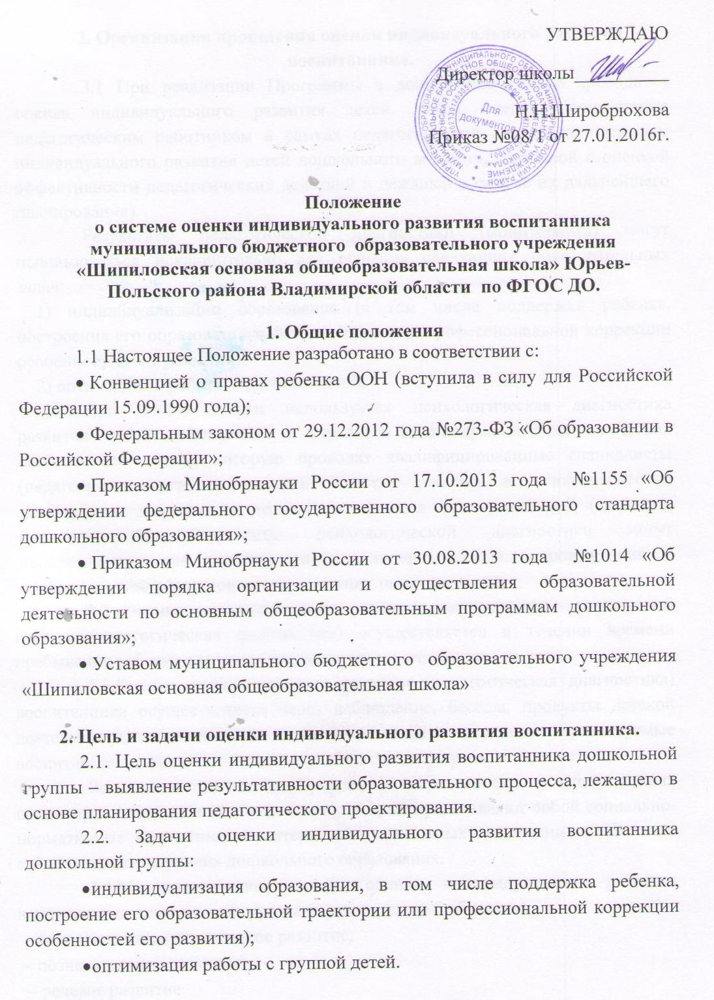 УТВЕРЖДАЮ
Директор школы
Н.Н.Широбрюхова
Приказ от 27.01.2016г.
Для
документов
Положение
о системе оценки индивидуального развития воспитанника
муниципального бюджетного образовательного учреждения
«Шипиловская основная общеобразовательная школа» Юрьев-
Польского района Владимирской области по ФГОС ДО.
1. Общие положения
1.1 Настоящее Положение разработано в соответствии с:
• Конвенцией о правах ребенка ООН (вступила в силу для Российской
Федерации 15.09.1990 года);
• Федеральным законом от 29.12.2012 года №273-ФЗ «Об образовании в
Российской Федерации»;
• Приказом Минобрнауки России от 17.10.2013 года №1155 «Об
утверждении федерального государственного образовательного стандарта
дошкольного образования»;
• Приказом Минобрнауки России от 30.08.2013 года №1014 «Об
утверждении порядка организации и осуществления образовательной
деятельности по основным общеобразовательным программам дошкольного
образования»;
• Уставом муниципального бюджетного образовательного учреждения
«Шипиловская основная общеобразовательная школа»
2. Цель и задачи оценки индивидуального развития воспитанника.
2.1. Цель оценки индивидуального развития воспитанника дошкольной
группы – выявление результативности образовательного процесса, лежащего в
основе планирования педагогического проектирования.
2.2. Задачи оценки индивидуального развития воспитанника
дошкольной группы:
•индивидуализация образования, в том числе поддержка ребенка,
построение его образовательной траектории или профессиональной коррекции
особенностей его развития);
•оптимизация работы с группой детей.